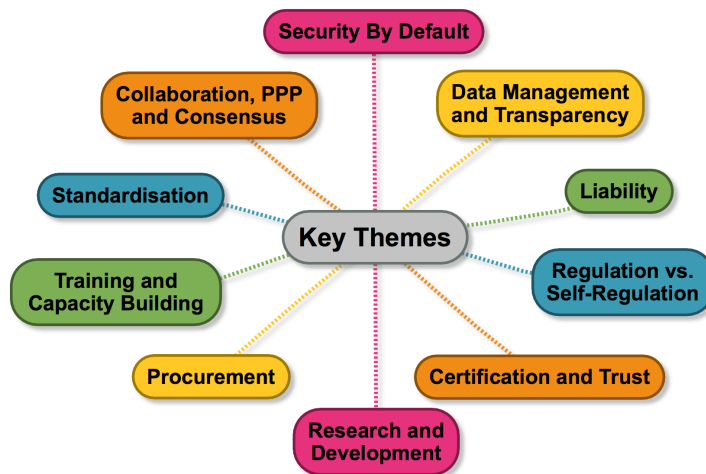 Security By Default
Collaboration, PPP
and Consensus
Data Management
and Transparency
Standardisation
Liability
Key Themes
Training and
Capacity Building
Regulation vs.
Self-Regulation
Procurement
Certification and Trust
Research and
Development